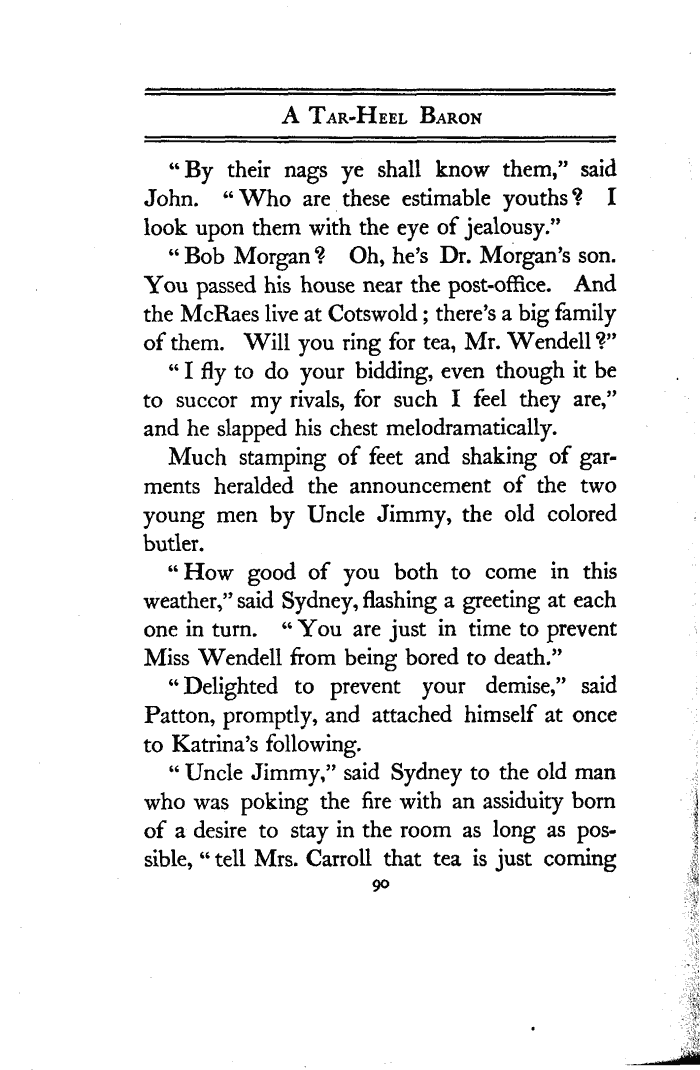 A Tar-Heel Baron
“By their nags ye shall know them,” said
John. “Who are these estimable youths? I
look upon them with the eye of jealousy.”
“Bob Morgan? Oh, he’s Dr. Morgan’s son.
You passed his house near the post-office. And
the McRaes live at Cotswold; there’s a big family
of them. Will you ring for tea, Mr. Wendell?”
“I fly to do your bidding, even though it be
to succor my rivals, for such I feel they are,”
and he slapped his chest melodramatically.
Much stamping of feet and shaking of gar-
ments heralded the announcement of the two
young men by Uncle Jimmy, the old colored
butler.
“How good of you both to come in this
weather,” said Sydney, flashing a greeting at each
one in turn. “You are just in time to prevent
Miss Wendell from being bored to death.”
“Delighted to prevent your demise,” said
Patton, promptly, and attached himself at once
to Katrina’s following.
“Uncle Jimmy,” said Sydney to the old man
who was poking the fire with an assiduity born
of a desire to stay in the room as long as pos-
sible, “tell Mrs. Carroll that tea is just coming
90